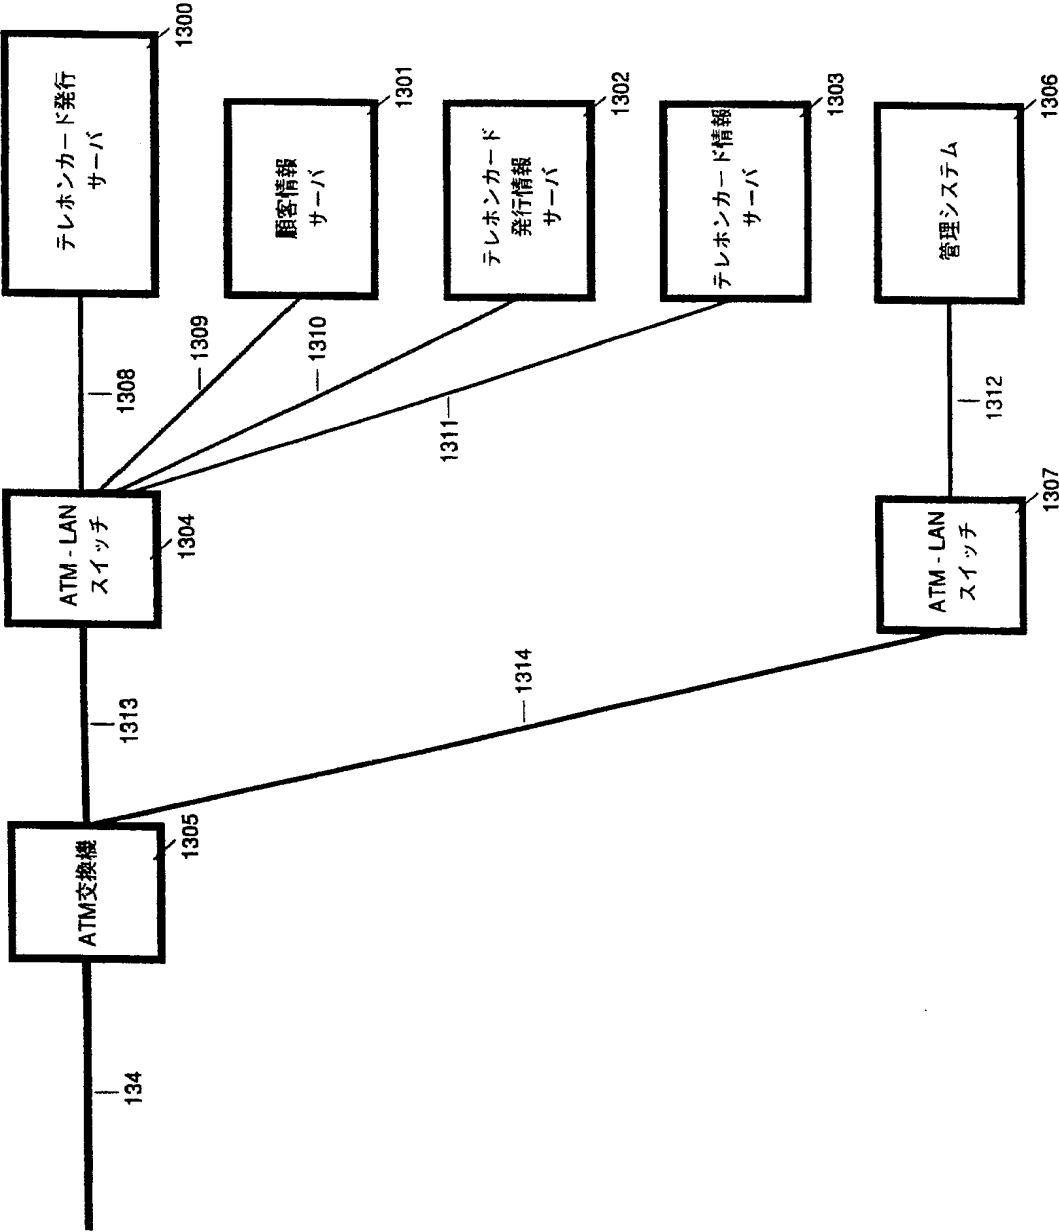 テレホンカード発行
サーバ
1300
顧客情報
サーバ
1301
テレホンカード
発行情報
サーバ
1302
テレホンカード情報
サーバ
1303
管理システム
1306
1308
1309
1310
1311
1312
ATM - LAN
スイッチ
1304
ATM - LAN
スイッチ
1307
1313
1314
ATM交換機
1305
134